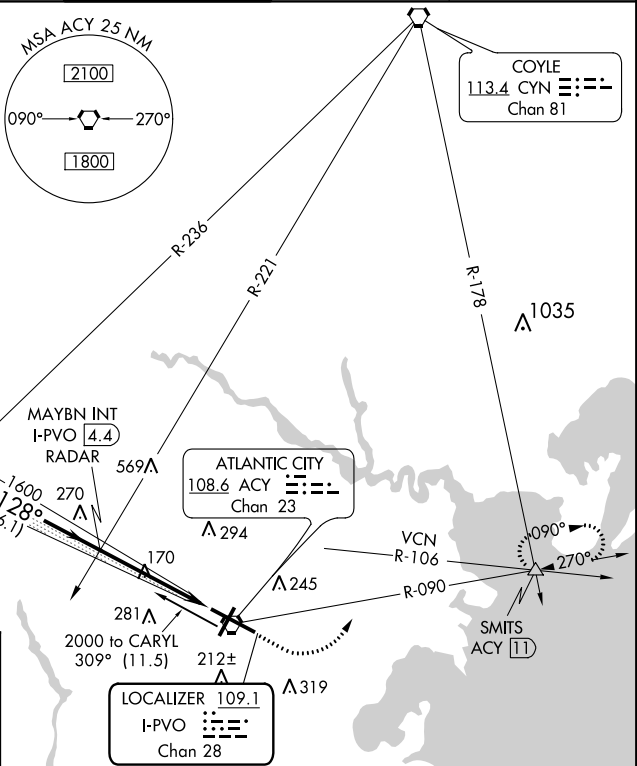 MSA ACY 25 NM
2100
090°
270°
1800
COYLE
113.4 CYN
Chan 81
R-236
R-221
R-178
1035
MAYBN INT
I-PVO 4.4
RADAR
569
1600
128°
6.1)
270
ATLANTIC CITY
108.6 ACY
Chan 23
294
170
245
VCN
R-106
R-090
090°
270°
SMITS
ACY 11
281
2000 to CARYL
309° (11.5)
212±
319
LOCALIZER 109.1
I-PVO
Chan 28